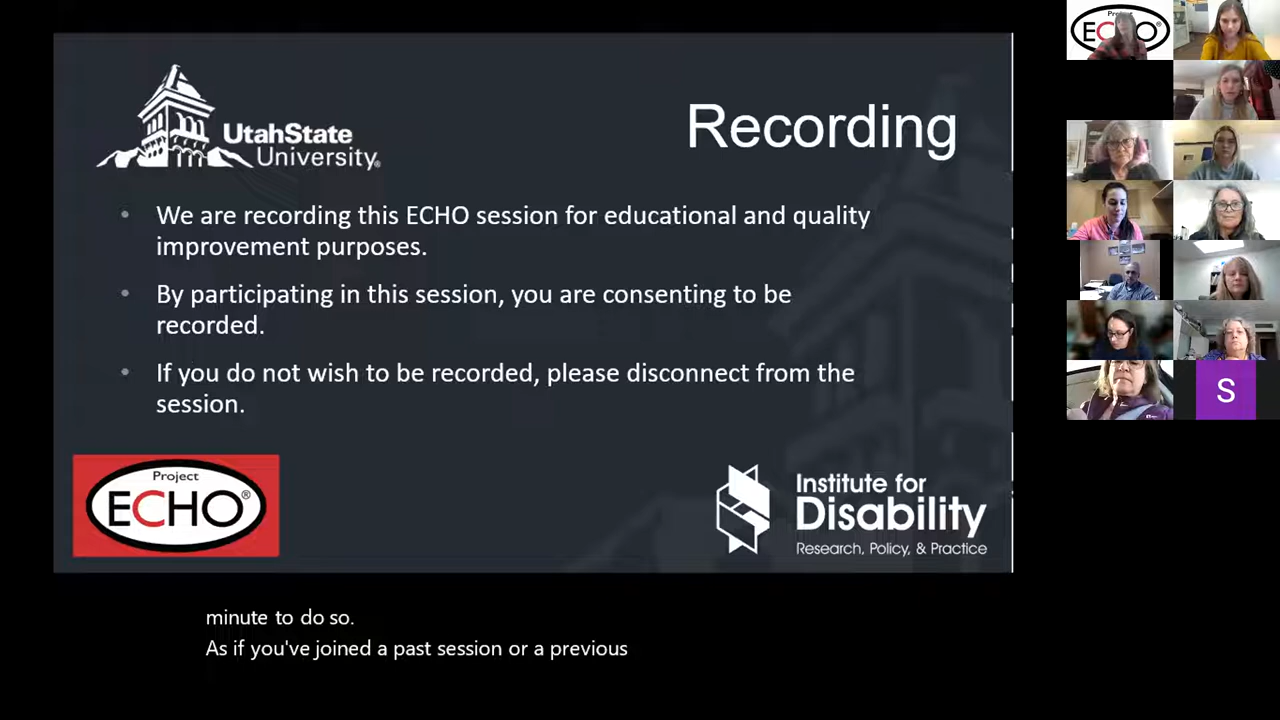 UtahState
University
Recording
• We are recording this ECHO session for educational and quality
improvement purposes.
• By participating in this session, you are consenting to be
recorded.
• If you do not wish to be recorded, please disconnect from the
session.
Project
ECHO®
Institute for
Disability
Research, Policy, & Practice
minute to do so.
As if you've joined a past session or a previous
Project
ECHO®
S